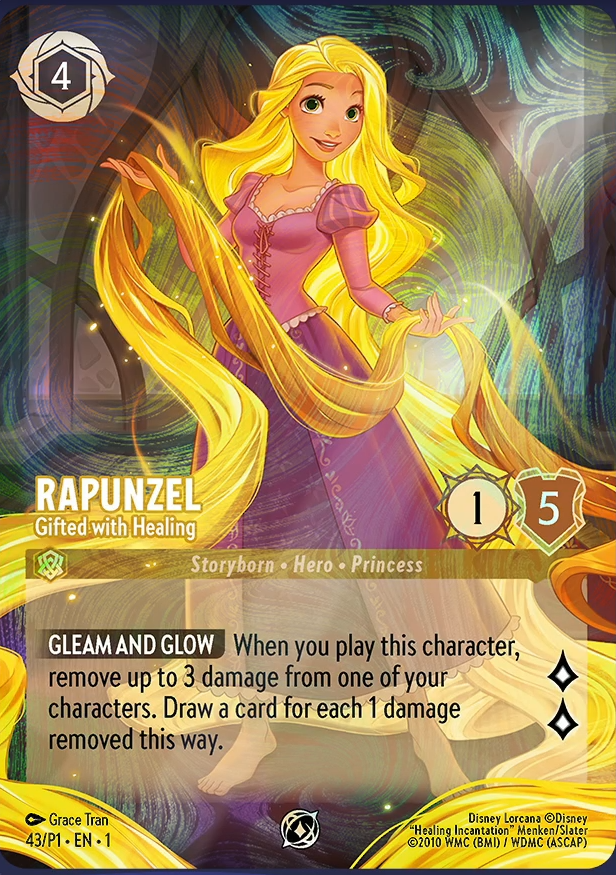 4
RAPUNZEL
Gifted with Healing
1
5
Storyborn • Hero • Princess
GLEAM AND GLOW When you play this character,
remove up to 3 damage from one of your
characters. Draw a card for each 1 damage
removed this way.
Grace Tran
43/P1 • EN • 1
Disney Lorcana ©Disney
"Healing Incantation" Menken/Slater
©2010 WMC (BMI) / WDMC (ASCAP)